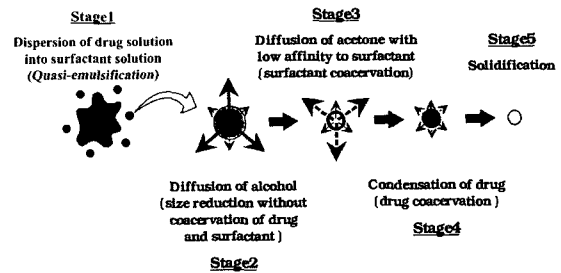 Stage1
Dispersion of drug solution
into surfactant solution
(Quasi-emulsification)
Diffusion of alcohol
(size reduction without
coacervation of drug
and surfactant)
Stage2
Stage3
Diffusion of acetone with
low affinity to surfactant
(surfactant coacervation)
Condensation of drug
(drug coacervation)
Stage4
Stage5
Solidification